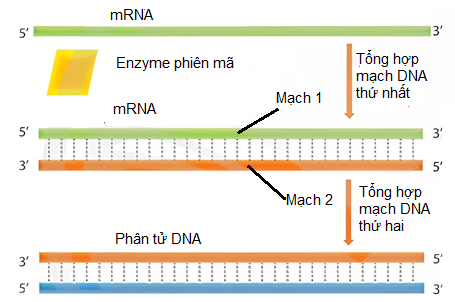 mRNA
5’ 3’
Enzyme phiên mã
Tổng hợp
mạch DNA
thứ nhất
mRNA
Mạch 1
5’ 5’
3’ 5’
Mạch 2
Tổng hợp
mạch DNA
thứ hai
Phân tử DNA
3’ 5’
3’ 3’